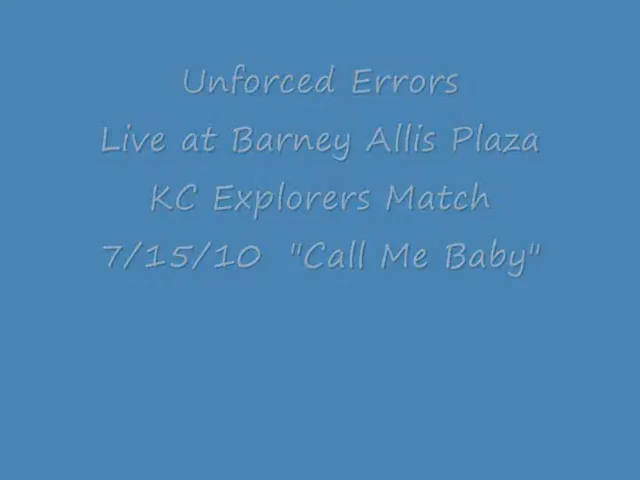 Unforced Errors
Live at Barney Allis Plaza
KC Explorers Match
7/15/10 "Call Me Baby"